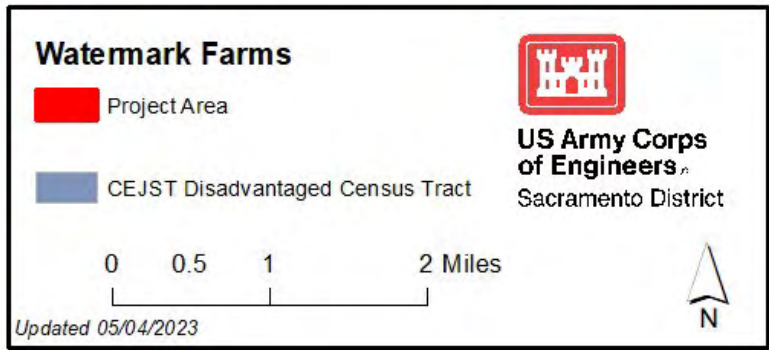 Watermark Farms
Project Area
CEJST Disadvantaged Census Tract
US Army Corps
of Engineers®
Sacramento District
0 0.5 1 2 Miles
Updated 05/04/2023
N